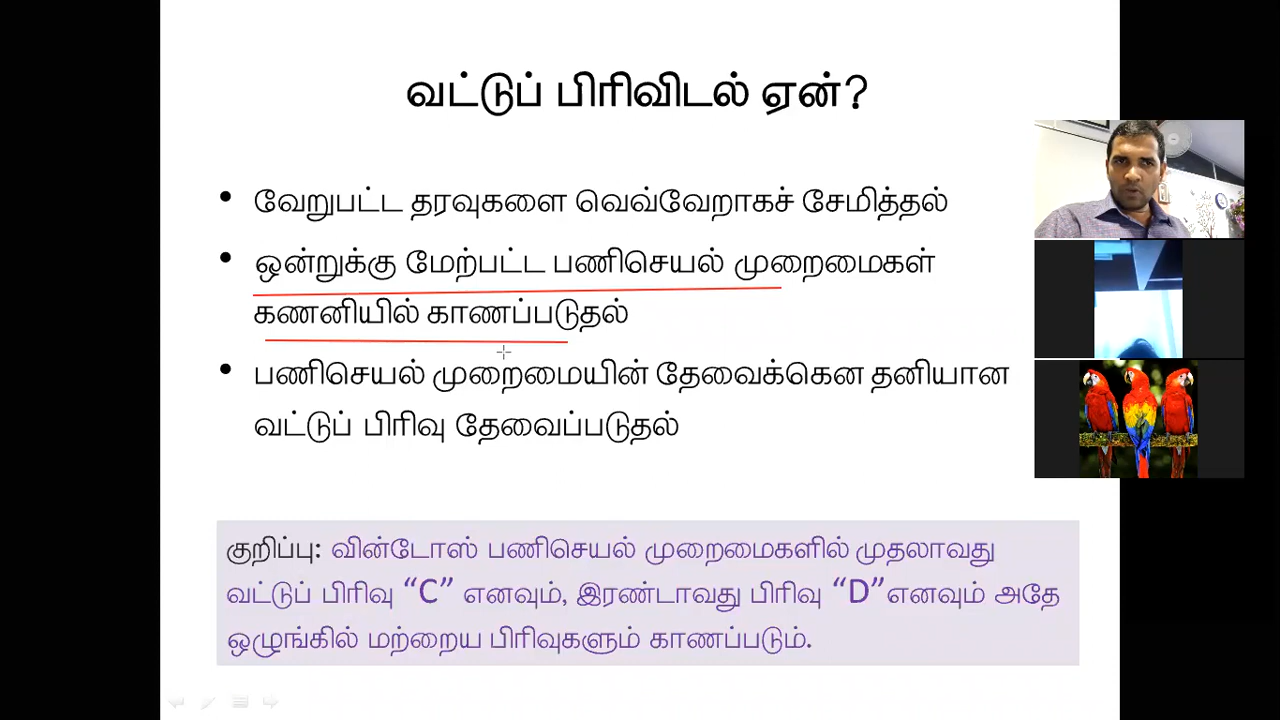 வட்டுப் பிரிவிடல் ஏன்?
• வேறுபட்ட தரவுகளை வெவ்வேறாகச் சேமித்தல்
• ஒன்றுக்கு மேற்பட்ட பணிசெயல் முறைமைகள்
கணனியில் காணப்படுதல்
• பணிசெயல் முறைமையின் தேவைக்கென தனியான
வட்டுப் பிரிவு தேவைப்படுதல்
குறிப்பு: வின்டோஸ் பணிசெயல் முறைமைகளில் முதலாவது
வட்டுப் பிரிவு “C” எனவும், இரண்டாவது பிரிவு “D”எனவும் அதே
ஒழுங்கில் மற்றைய பிரிவுகளும் காணப்படும்.